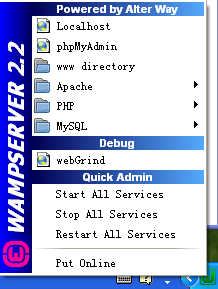 Powered by Alter Way
Localhost
phpMyAdmin
www directory
Apache
PHP
MySQL
Debug
webGrind
Quick Admin
Start All Services
Stop All Services
Restart All Services
Put Online
WAMPSERVER 2.2